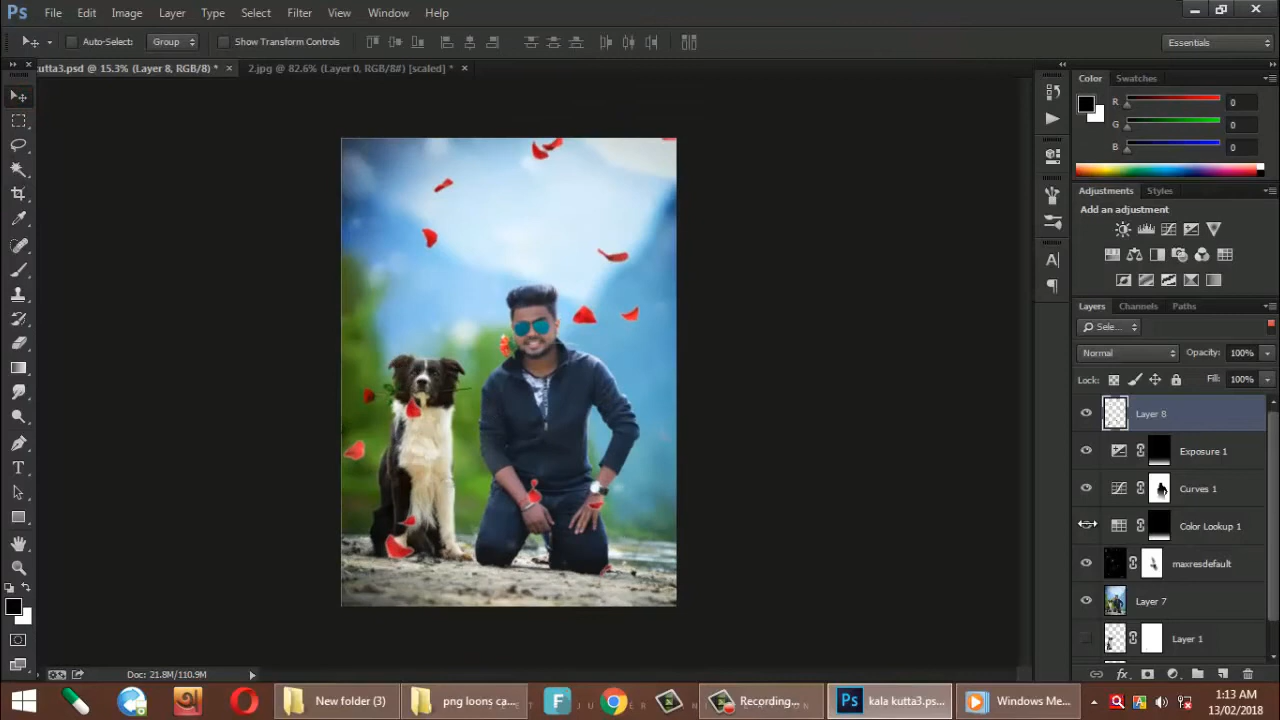 Ps File Edit Image Layer Type Select Filter View Window Help
Auto-Select: Group Show Transform Controls Essentials
kutta3.psd @ 15.3% (Layer 8, RGB/8) * 2.jpg @ 82.6% (Layer 0, RGB/8#) [scaled] *
Color Swatches
R 0
G 0
B 0
Adjustments Styles
Add an adjustment
Layers Channels Paths
Sele...
Normal Opacity: 100%
Lock: Fill: 100%
Layer 8
Exposure 1
Curves 1
Color Lookup 1
maxresdefault
Layer 7
Layer 1
Doc: 21.8M/110.9M
New folder (3) png loons ca... Recording... kala kutta3.ps... Windows Me...
1:13 AM
13/02/2018